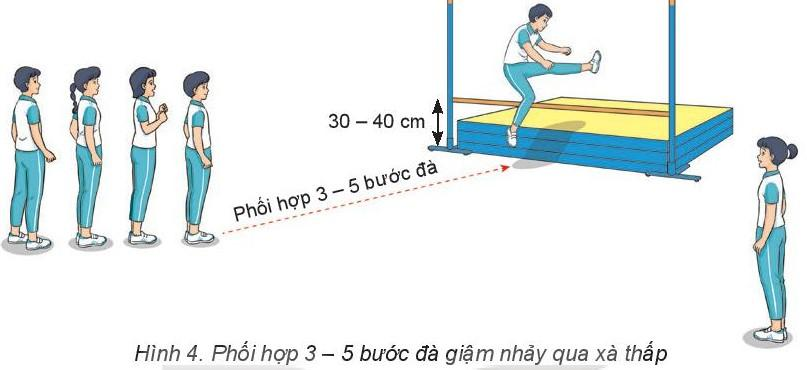 30 – 40 cm
Phối hợp 3 – 5 bước đà
Hình 4. Phối hợp 3 – 5 bước đà giậm nhảy qua xà thấp